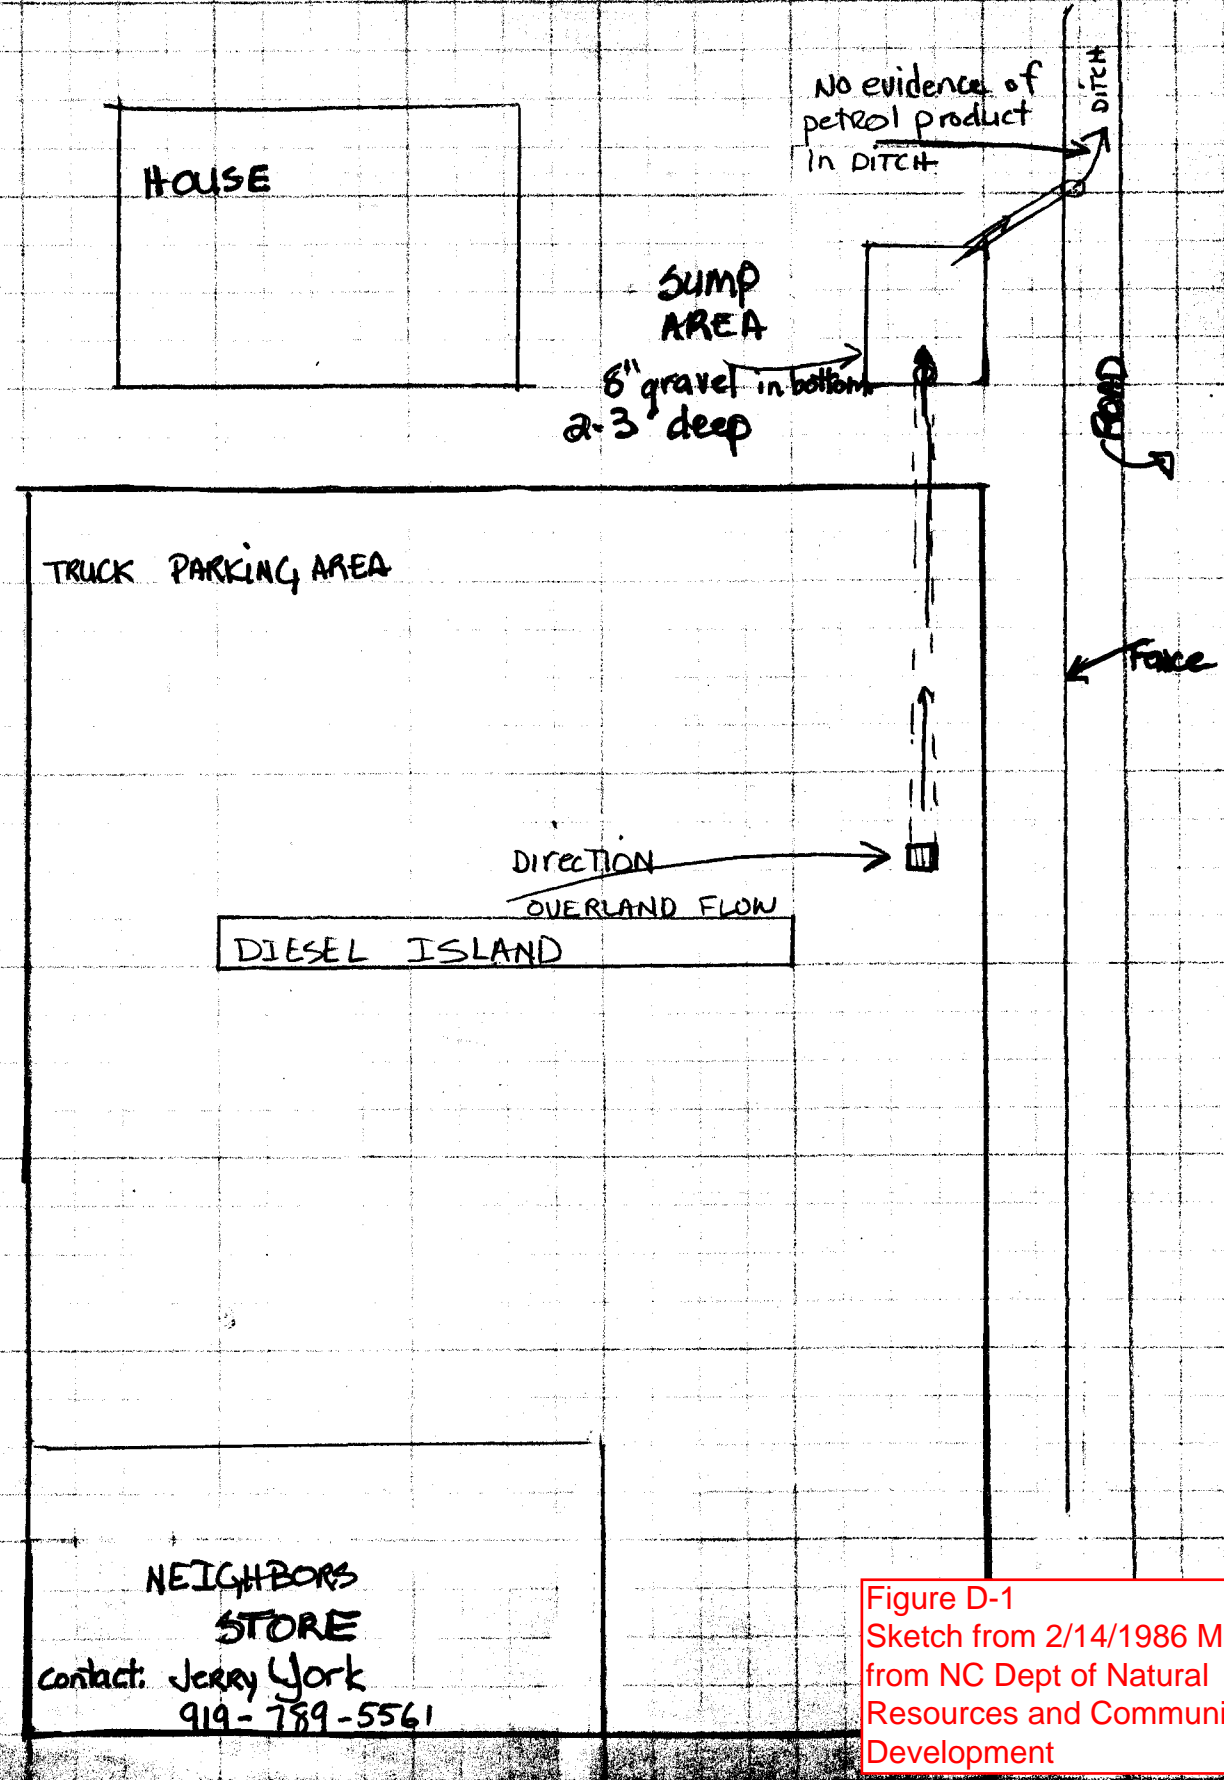 No evidence of
petrol product
in DITCH
DITCH
HOUSE
SUMP
AREA
8" gravel in bottom
2-3' deep
ROAD
TRUCK PARKING AREA
Fence
Direction
OVERLAND FLOW
DIESEL ISLAND
NEIGHBORS
STORE
contact: Jerry York
919-789-5561
Figure D-1
Sketch from 2/14/1986 M
from NC Dept of Natural
Resources and Communi
Development